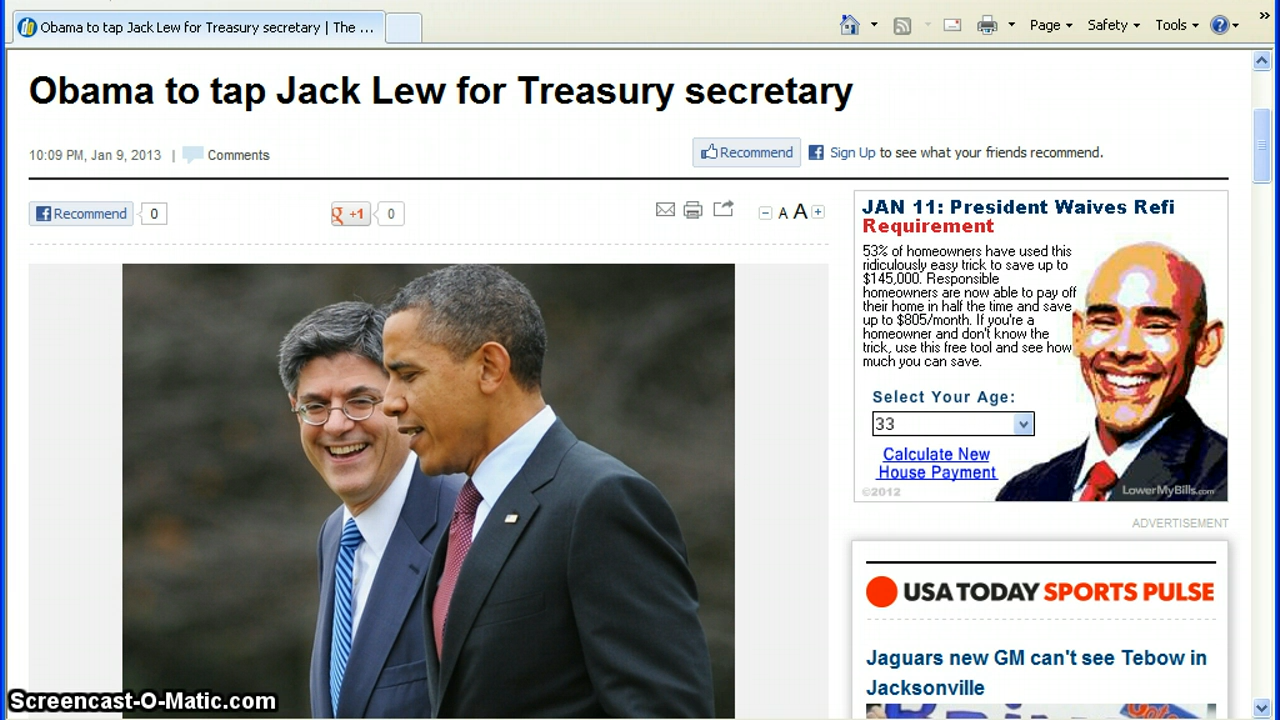 Obama to tap Jack Lew for Treasury secretary | The ...
Page
Safety
Tools
Obama to tap Jack Lew for Treasury secretary
10:09 PM, Jan 9, 2013 | Comments
Recommend
Sign Up to see what your friends recommend.
Recommend 0
+1 0
A A
JAN 11: President Waives Refi
Requirement
53% of homeowners have used this
ridiculously easy trick to save up to
$145,000. Responsible
homeowners are now able to pay off
their home in half the time and save
up to $805/month. If you're a
homeowner and don't know the
trick, use this free tool and see how
much you can save.
Select Your Age:
33
Calculate New
House Payment
©2012
LowerMyBills.com
ADVERTISEMENT
USA TODAY SPORTS PULSE
Jaguars new GM can't see Tebow in
Jacksonville
Screencast-O-Matic.com